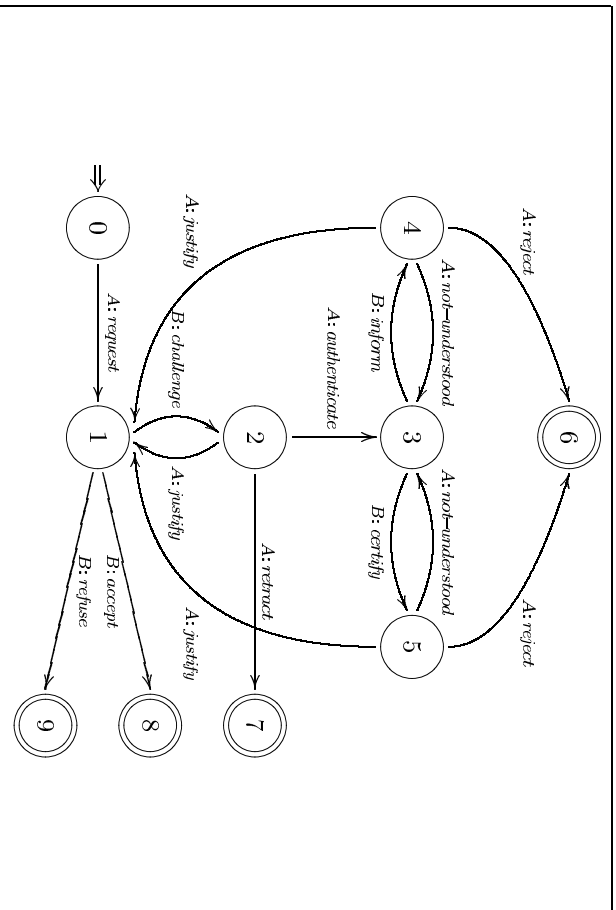 6
A: reject
A: reject
A: not-understood
A: not-understood
4
3
5
B: inform
B: certify
A: authenticate
A: retract
2
7
A: justify
A: justify
B: challenge
A: justify
8
A: request
B: accept
0
1
B: refuse
9